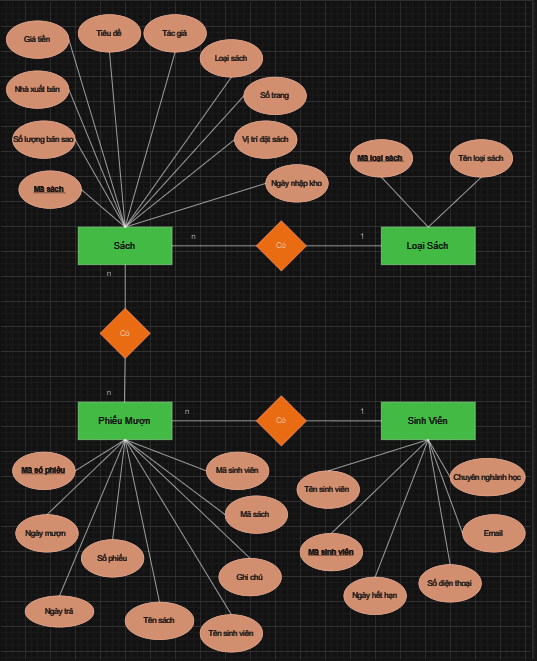 Giá tiền
Tiêu đề
Tác giả
Loại sách
Nhà xuất bản
Số trang
Số lượng bản sao
Vị trí đặt sách
Mã sách
Ngày nhập kho
Mã loại sách
Tên loại sách
Sách
n
Có
1
Loại Sách
n
Có
n
Phiếu Mượn
n
Có
1
Sinh Viên
Mã số phiếu
Mã sinh viên
Tên sinh viên
Chuyên nghành học
Ngày mượn
Mã sách
Email
Số phiếu
Mã sinh viên
Ghi chú
Số điện thoại
Ngày hết hạn
Ngày trả
Tên sách
Tên sinh viên